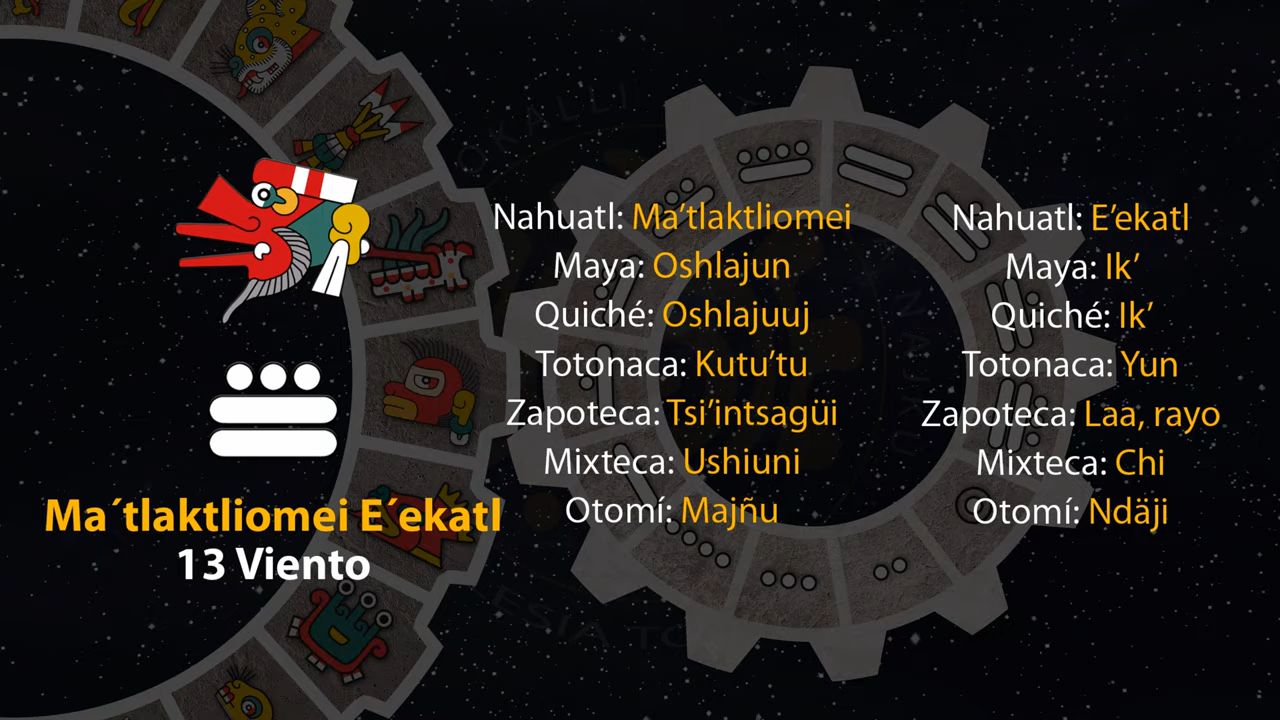 Nahuatl: Ma’tlaktliomei
Maya: Oshlajun
Quiché: Oshlajuuj
Totonaca: Kutu’tu
Zapoteca: Tsi’intsagüi
Mixteca: Ushiuni
Otomí: Majñu
Nahuatl: E’ekatl
Maya: Ik’
Quiché: Ik’
Totonaca: Yun
Zapoteca: Laa, rayo
Mixteca: Chi
Otomí: Ndäji
Ma´tlaktliomei E´ekatl
13 Viento